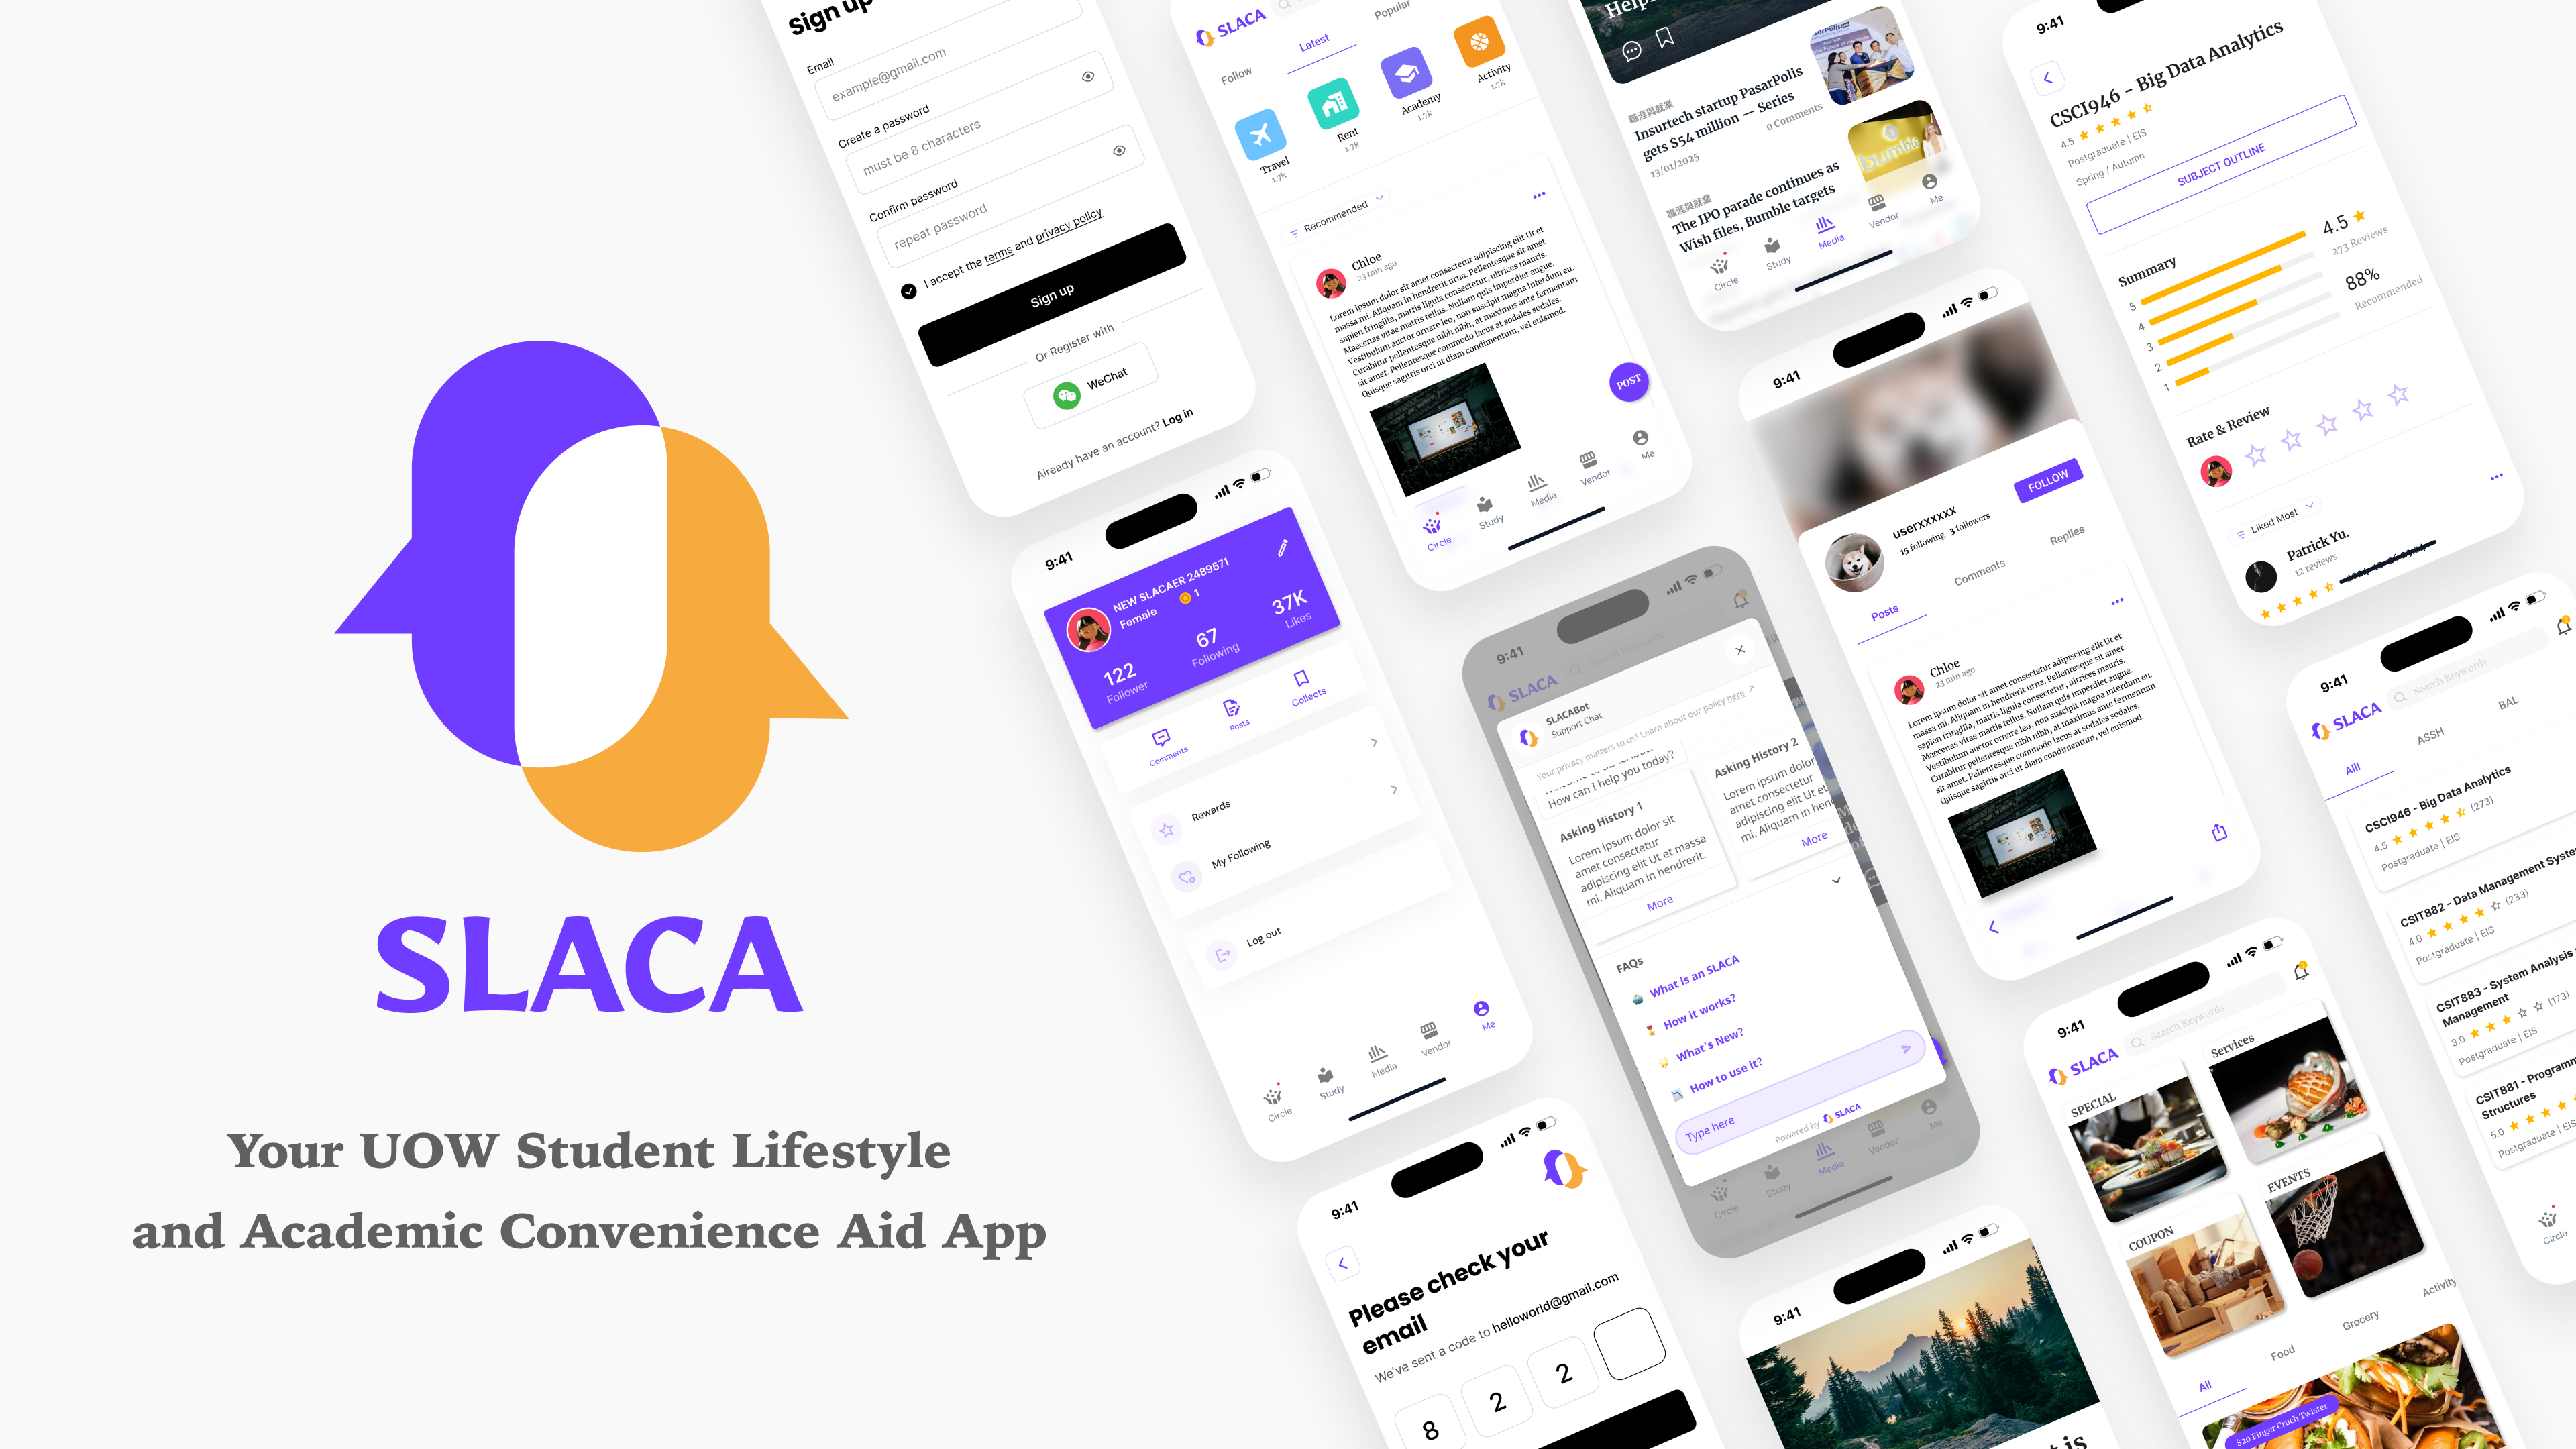 SLACA
Your UOW Student Lifestyle
and Academic Convenience Aid App
Sign up
Email
example@gmail.com
Create a password
must be 8 characters
Confirm password
repeat password
I accept the terms and privacy policy
Sign up
Or Register with
WeChat
Already have an account? Log in
SLACA
Follow
Latest
Popular
Travel
1.7k
Rent
1.7k
Academy
1.7k
Activity
1.7k
Recommended
Chloe
23 min ago
Lorem ipsum dolor sit amet consectetur adipiscing elit Ut et
massa mi. Aliquam in hendrerit urna. Pellentesque sit amet
sapien fringilla, mattis ligula consectetur, ultrices mauris.
Maecenas vitae mattis tellus. Nullam quis imperdiet augue.
Vestibulum auctor ornare leo, non suscipit magna interdum eu.
Curabitur pellentesque nibh nibh, at maximus ante fermentum
sit amet. Pellentesque commodo lacus at sodales sodales.
Quisque sagittis orci ut diam condimentum, vel euismod.
POST
Circle
Study
Media
Vendor
Me
職涯與就業
Insurtech startup PasarPolis
gets $54 million — Series
13/01/2025
0 Comments
職涯與就業
The IPO parade continues as
Wish files, Bumble targets
bumble
Circle
Study
Media
Vendor
Me
9:41
CSCI946 - Big Data Analytics
4.5
Postgraduate | EIS
Spring / Autumn
SUBJECT OUTLINE
Summary
5
4
3
2
1
4.5
273 Reviews
88%
Recommended
Rate & Review
Liked Most
Patrick Yu.
12 reviews
9:41
NEW SLACAER 2489571
Female
1
122
Follower
67
Following
37K
Likes
Comments
Posts
Collects
Rewards
My Following
Log out
Circle
Study
Media
Vendor
Me
9:41
SLACA
Search Keywords
SLACABot
Support Chat
Your privacy matters to us! Learn about our policy here
How can I help you today?
Asking History 1
Lorem ipsum dolor sit
amet consectetur
adipiscing elit Ut et massa
mi. Aliquam in hendrerit.
More
Asking History 2
Lorem ipsum dolor
amet consectetur
adipiscing elit Ut et
mi. Aliquam in
More
FAQs
What is an SLACA
How it works?
What's New?
How to use it?
Type here
Powered by SLACA
Circle
Study
Media
Vendor
Me
9:41
FOLLOW
userxxxxxx
15 following 3 followers
Posts
Comments
Replies
Chloe
23 min ago
Lorem ipsum dolor sit amet consectetur adipiscing elit Ut et
massa mi. Aliquam in hendrerit urna. Pellentesque sit amet
sapien fringilla, mattis ligula consectetur, ultrices mauris.
Maecenas vitae mattis tellus. Nullam quis imperdiet augue.
Vestibulum auctor ornare leo, non suscipit magna interdum eu.
Curabitur pellentesque nibh nibh, at maximus ante fermentum
sit amet. Pellentesque commodo lacus at sodales sodales.
Quisque sagittis orci ut diam condimentum, vel euismod.
9:41
SLACA
Search Keywords
Alll
ASSH
BAL
CSCI946 - Big Data Analytics
4.5
(273)
Postgraduate | EIS
CSIT882 - Data Management
4.0
(233)
Postgraduate | EIS
CSIT883 - System Analysis
Management
3.0
(173)
Postgraduate | EIS
CSIT881 -
Structures
5.0
Postgraduate | EIS
Circle
9:41
Please check your
email
We've sent a code to helloworld@gmail.com
8
2
2
9:41
is
9:41
SLACA
Search Keywords
SPECIAL
Services
COUPON
EVENTS
All
Food
Grocery
Activity
$20 Finger Cruch Twister